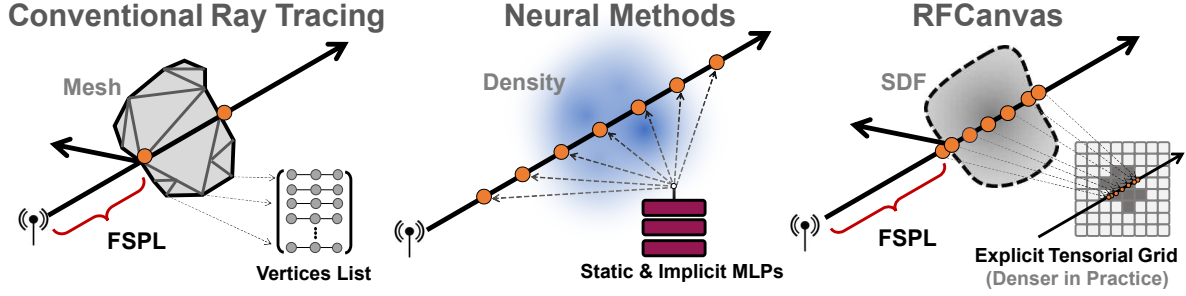 Conventional Ray Tracing
Mesh
FSPL
Vertices List
Neural Methods
Density
Static & Implicit MLPs
RFCanvas
SDF
FSPL
Explicit Tensorial Grid
(Denser in Practice)